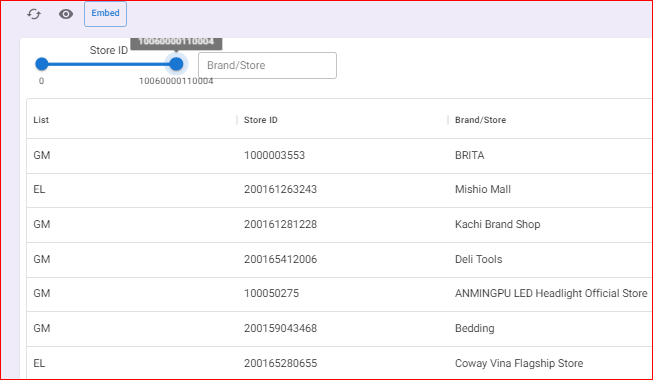 Embed
10060000110004
Store ID
Brand/Store
0 10060000110004
List Store ID Brand/Store
GM 1000003553 BRITA
EL 200161263243 Mishio Mall
GM 200161281228 Kachi Brand Shop
GM 200165412006 Deli Tools
GM 100050275 ANMINGPU LED Headlight Official Store
GM 200159043468 Bedding
EL 200165280655 Coway Vina Flagship Store